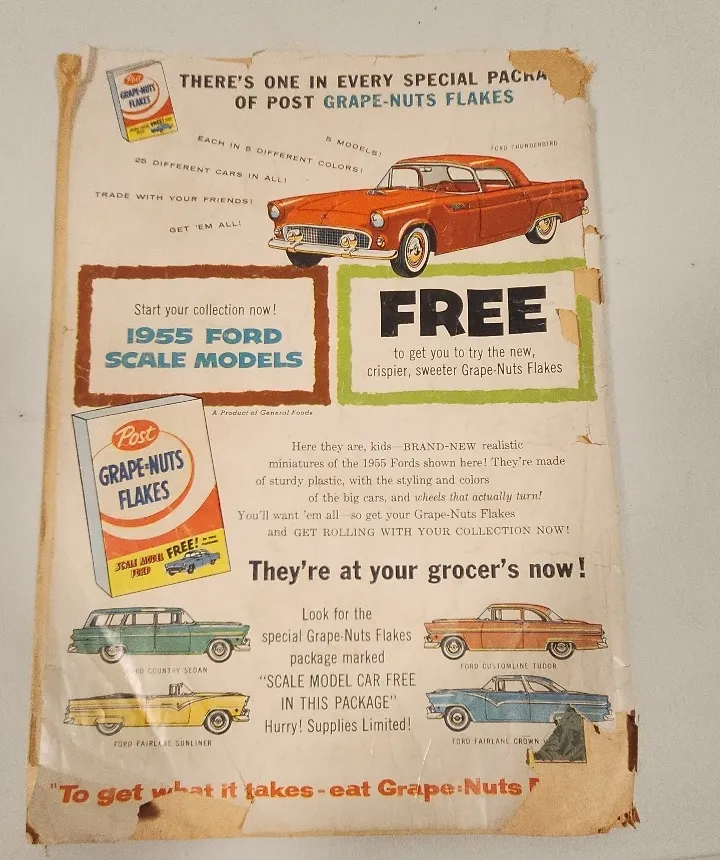 THERE'S ONE IN EVERY SPECIAL PACKA
OF POST GRAPE-NUTS FLAKES
Post
GRAPE-NUTS
FLAKES
5 MODELS!
EACH IN 5 DIFFERENT COLORS!
25 DIFFERENT CARS IN ALL!
TRADE WITH YOUR FRIENDS!
GET 'EM ALL!
FORD THUNDERBIRD
Start your collection now!
1955 FORD
SCALE MODELS
FREE
to get you to try the new,
crispier, sweeter Grape-Nuts Flakes
A Product of General Foods
Post
GRAPE-NUTS
FLAKES
SCALE MODEL
FORD
FREE!
Here they are, kids—BRAND-NEW realistic
miniatures of the 1955 Fords shown here! They're made
of sturdy plastic, with the styling and colors
of the big cars, and wheels that actually turn!
You'll want 'em all—so get your Grape-Nuts Flakes
and GET ROLLING WITH YOUR COLLECTION NOW!
They're at your grocer's now!
Look for the
special Grape-Nuts Flakes
package marked
"SCALE MODEL CAR FREE
IN THIS PACKAGE"
Hurry! Supplies Limited!
RD COUNTRY SEDAN
FORD FAIRLANE SUNLINER
FORD CUSTOMLINE TUDOR
FORD FAIRLANE CROWN
"To get what it takes-eat Grape-Nuts F